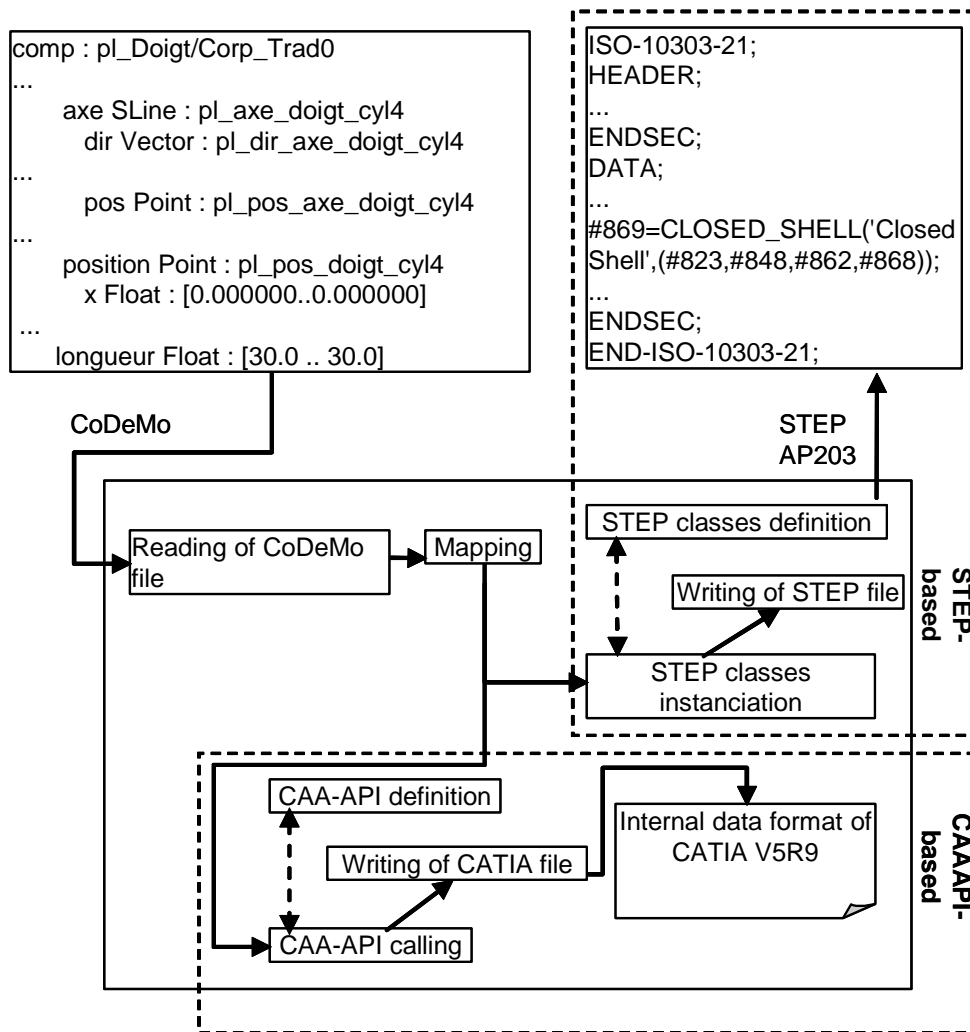 comp : pl_Doigt/Corp_Trad0
...
axe SLine : pl_axe_doigt_cyl4
dir Vector : pl_dir_axe_doigt_cyl4
...
pos Point : pl_pos_axe_doigt_cyl4
...
position Point : pl_pos_doigt_cyl4
x Float : [0.000000..0.000000]
...
longueur Float : [30.0 .. 30.0]
ISO-10303-21;
HEADER;
...
ENDSEC;
DATA;
...
#869=CLOSED_SHELL('Closed
Shell',(#823,#848,#862,#868));
...
ENDSEC;
END-ISO-10303-21;
CoDeMo
STEP
AP203
Reading of CoDeMo
file
Mapping
STEP classes definition
Writing of STEP file
STEP classes
instanciation
STEP-
based
CAA-API definition
Writing of CATIA file
CAA-API calling
Internal data format of
CATIA V5R9
CAAAPI-
based